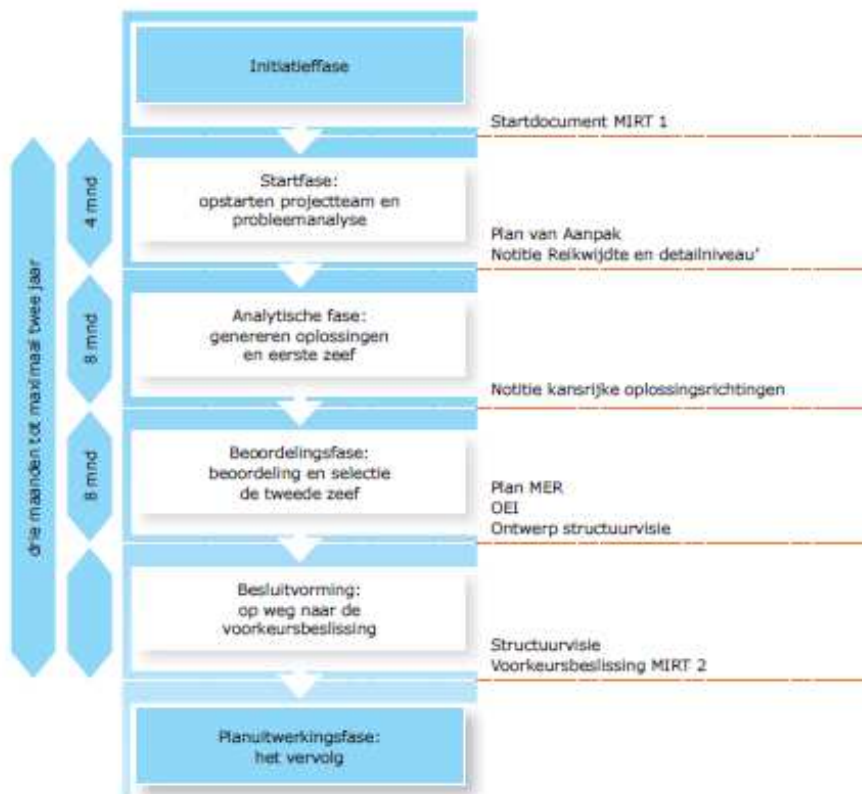 Initiatieffase
Startdocument MIRT 1
drie maanden tot maximaal twee jaar
4 mnd
Startfase:
opstarten projectteam en
probleemanalyse
Plan van Aanpak
Notitie Reikwijdte en detailniveau'
8 mnd
Analytische fase:
genereren oplossingen
en eerste zeef
Notitie kansrijke oplossingsrichtingen
8 mnd
Beoordelingsfase:
beoordeling en selectie
de tweede zeef
Plan MER
OEI
Ontwerp structuurvisie
Besluitvorming:
op weg naar de
voorkeursbeslissing
Structuurvisie
Voorkeursbeslissing MIRT 2
Planuitwerkingsfase:
het vervolg